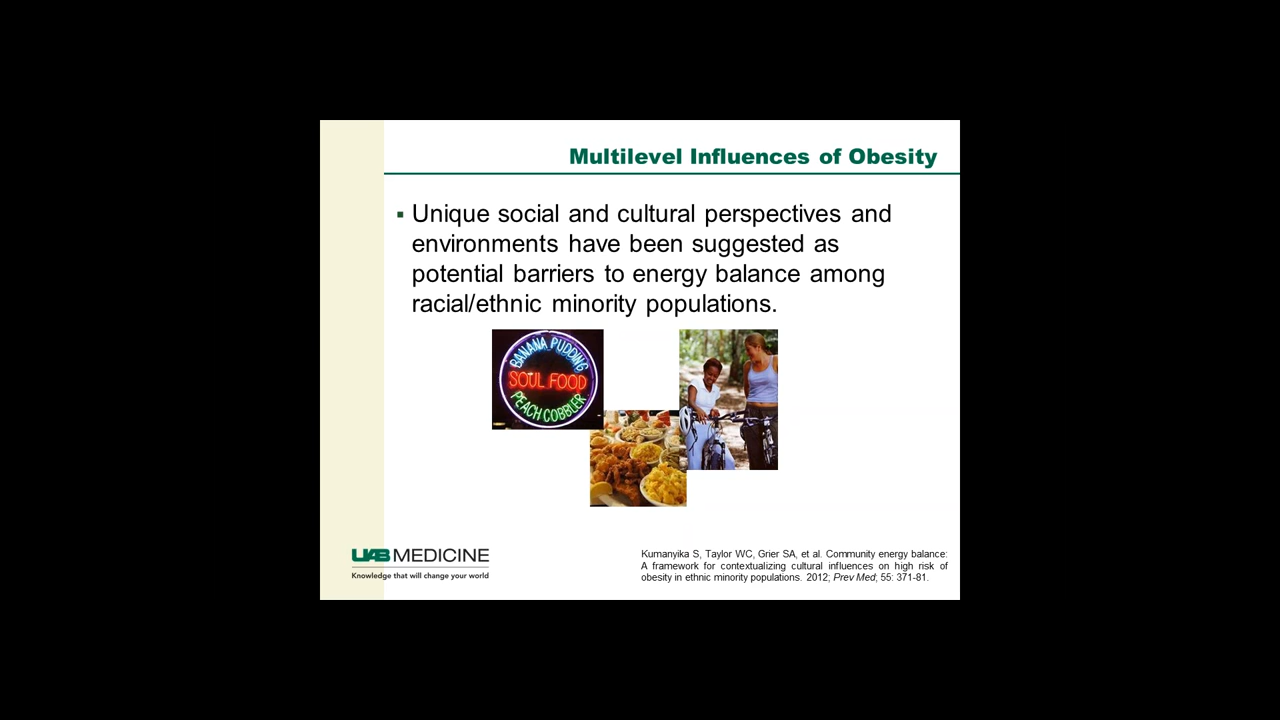 Multilevel Influences of Obesity
▪ Unique social and cultural perspectives and
environments have been suggested as
potential barriers to energy balance among
racial/ethnic minority populations.
BANANA PUDDING
SOUL FOOD
PEACH COBBLER
UAB MEDICINE
Knowledge that will change your world
Kumanyika S, Taylor WC, Grier SA, et al. Community energy balance:
A framework for contextualizing cultural influences on high risk of
obesity in ethnic minority populations. 2012; Prev Med; 55: 371-81.